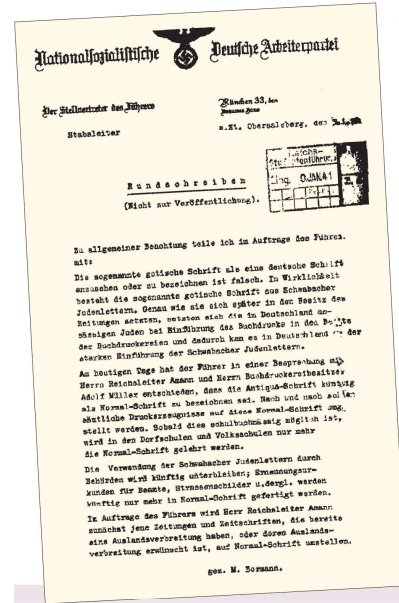 Nationalsozialistische Deutsche Arbeiterpartei
Der Stellvertreter des Führers
Stabsleiter
München 33, den
Braunes Haus
z.Zt. Obersalzberg, den
JAN 41
Rundschreiben
(Nicht zur Veröffentlichung).
Zu allgemeiner Beachtung teile ich im Auftrage des Führers
mit:
Die sogenannte gotische Schrift als eine deutsche Schrift
anzusehen oder zu bezeichnen ist falsch. In Wirklichkeit
besteht die sogenannte gotische Schrift aus Schwabacher
Judenlettern. Genau wie sie sich später in den Besitz der
Zeitungen setzten, setzten sich die in Deutschland an-
sässigen Juden bei Einführung des Buchdrucks in den Besitz
der Buchdruckereien und dadurch kam es in Deutschland zu der
starken Einführung der Schwabacher Judenlettern.
Am heutigen Tage hat der Führer in einer Besprechung mit
Herrn Reichsleiter Amann und Herrn Buchdruckereibesitzer
Adolf Müller entschieden, dass die Antiqua-Schrift künftig
als Normal-Schrift zu bezeichnen sei. Nach und nach sollen
sämtliche Druckerzeugnisse auf diese Normal-Schrift umge-
stellt werden. Sobald dies schulbuchmässig möglich ist,
wird in den Dorfschulen und Volksschulen nur mehr
die Normal-Schrift gelehrt werden.
Die Verwendung der Schwabacher Judenlettern durch
Behörden wird künftig unterbleiben; Ernennungsur-
kunden für Beamte, Strassenschilder u.dergl. werden
künftig nur mehr in Normal-Schrift gefertigt werden.
Im Auftrage des Führers wird Herr Reichsleiter Amann
zunächst jene Zeitungen und Zeitschriften, die bereits
eine Auslandsverbreitung haben, oder deren Auslands-
verbreitung erwünscht ist, auf Normal-Schrift umstellen.
gez. M. Bormann.